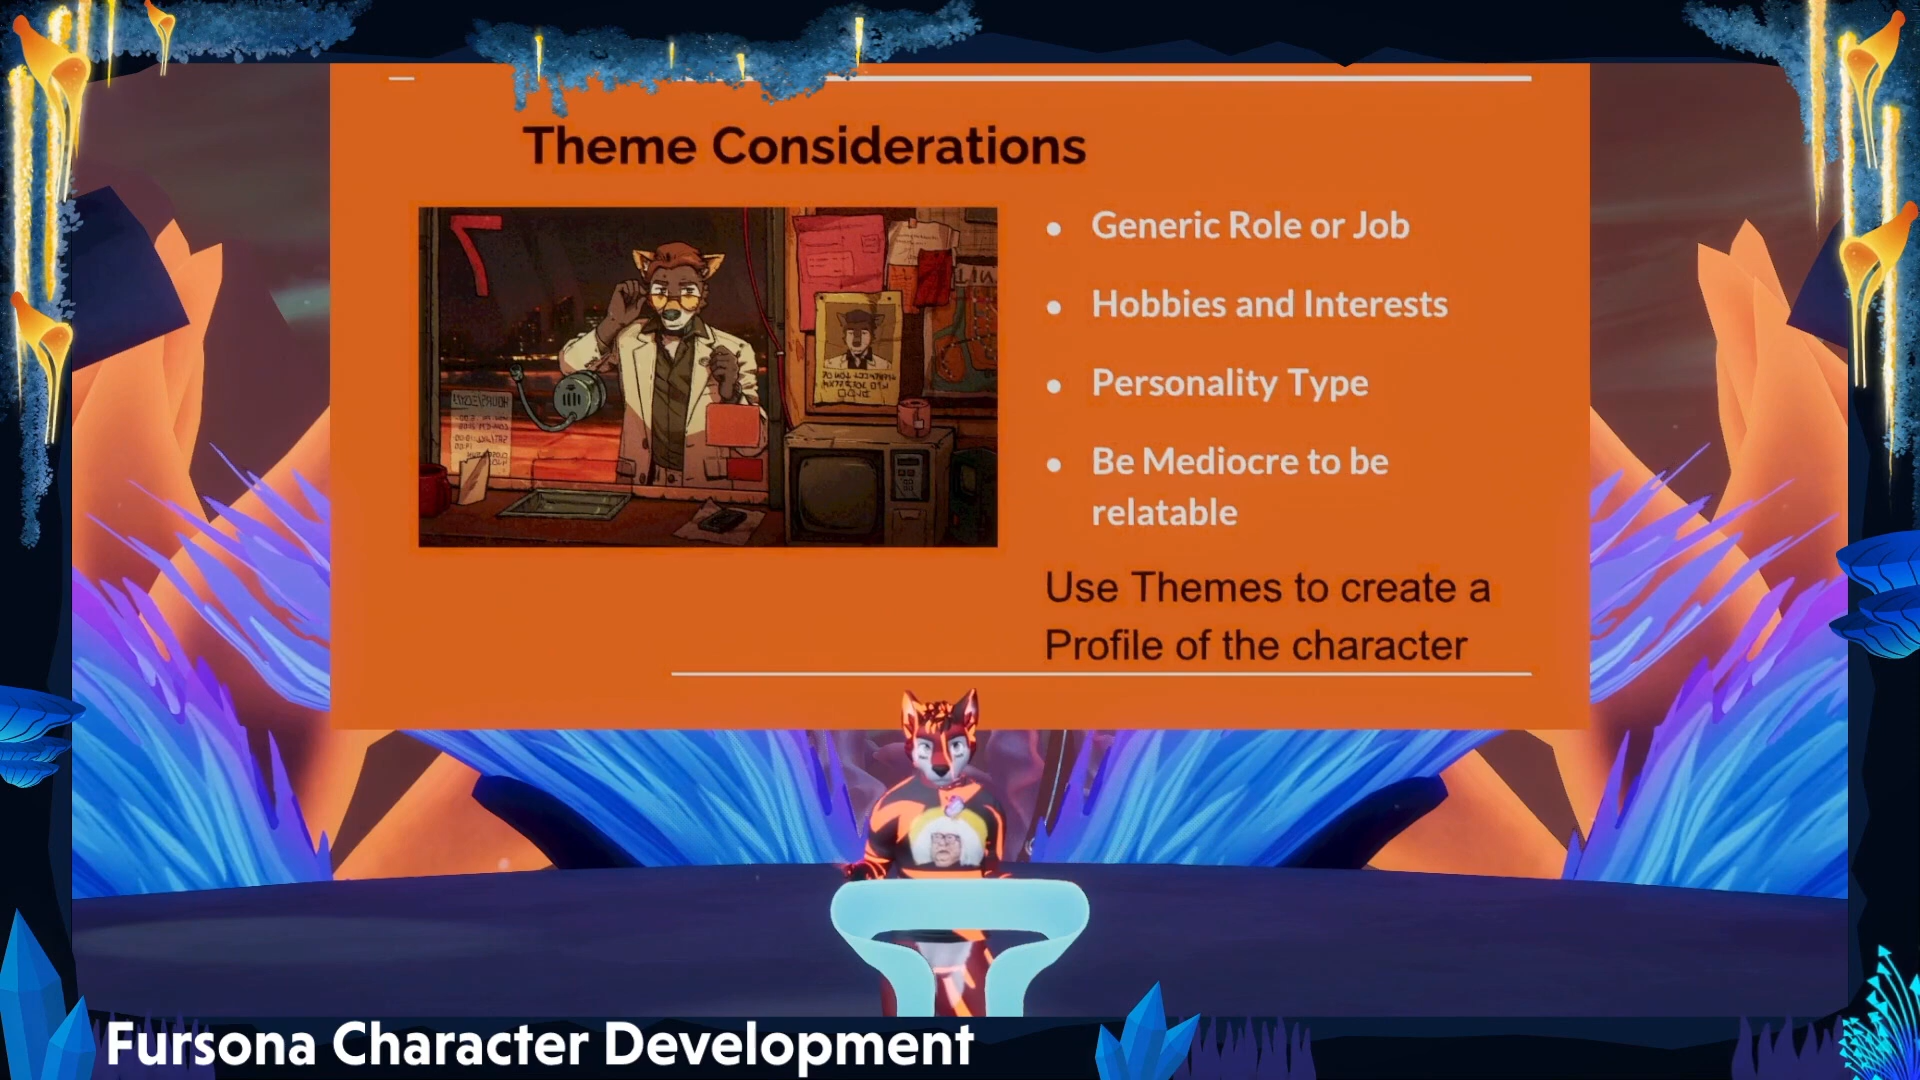 Theme Considerations
Generic Role or Job
Hobbies and Interests
Personality Type
Be Mediocre to be
relatable
Use Themes to create a
Profile of the character
Fursona Character Development